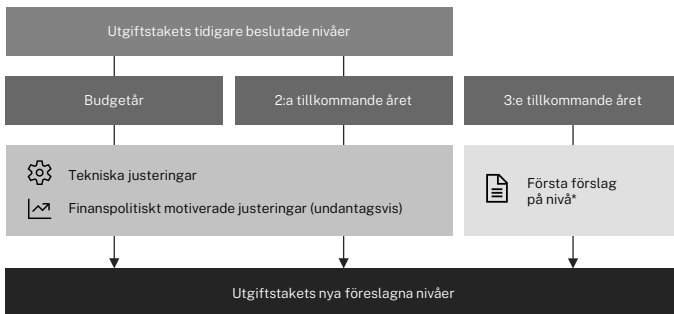 Utgiftstakets tidigare beslutade nivåer
Budgetår
2:a tillkommande året
3:e tillkommande året
Tekniska justeringar
Finanspolitiskt motiverade justeringar (undantagsvis)
Första förslag
på nivå*
Utgiftstakets nya föreslagna nivåer